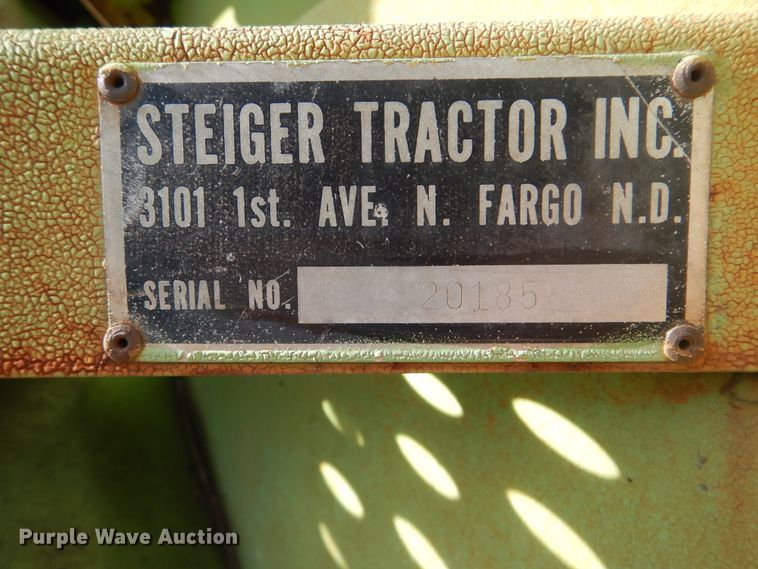 STEIGER TRACTOR INC.
3101 1st. AVE. N. FARGO N.D.
SERIAL NO. 20185
Purple Wave Auction